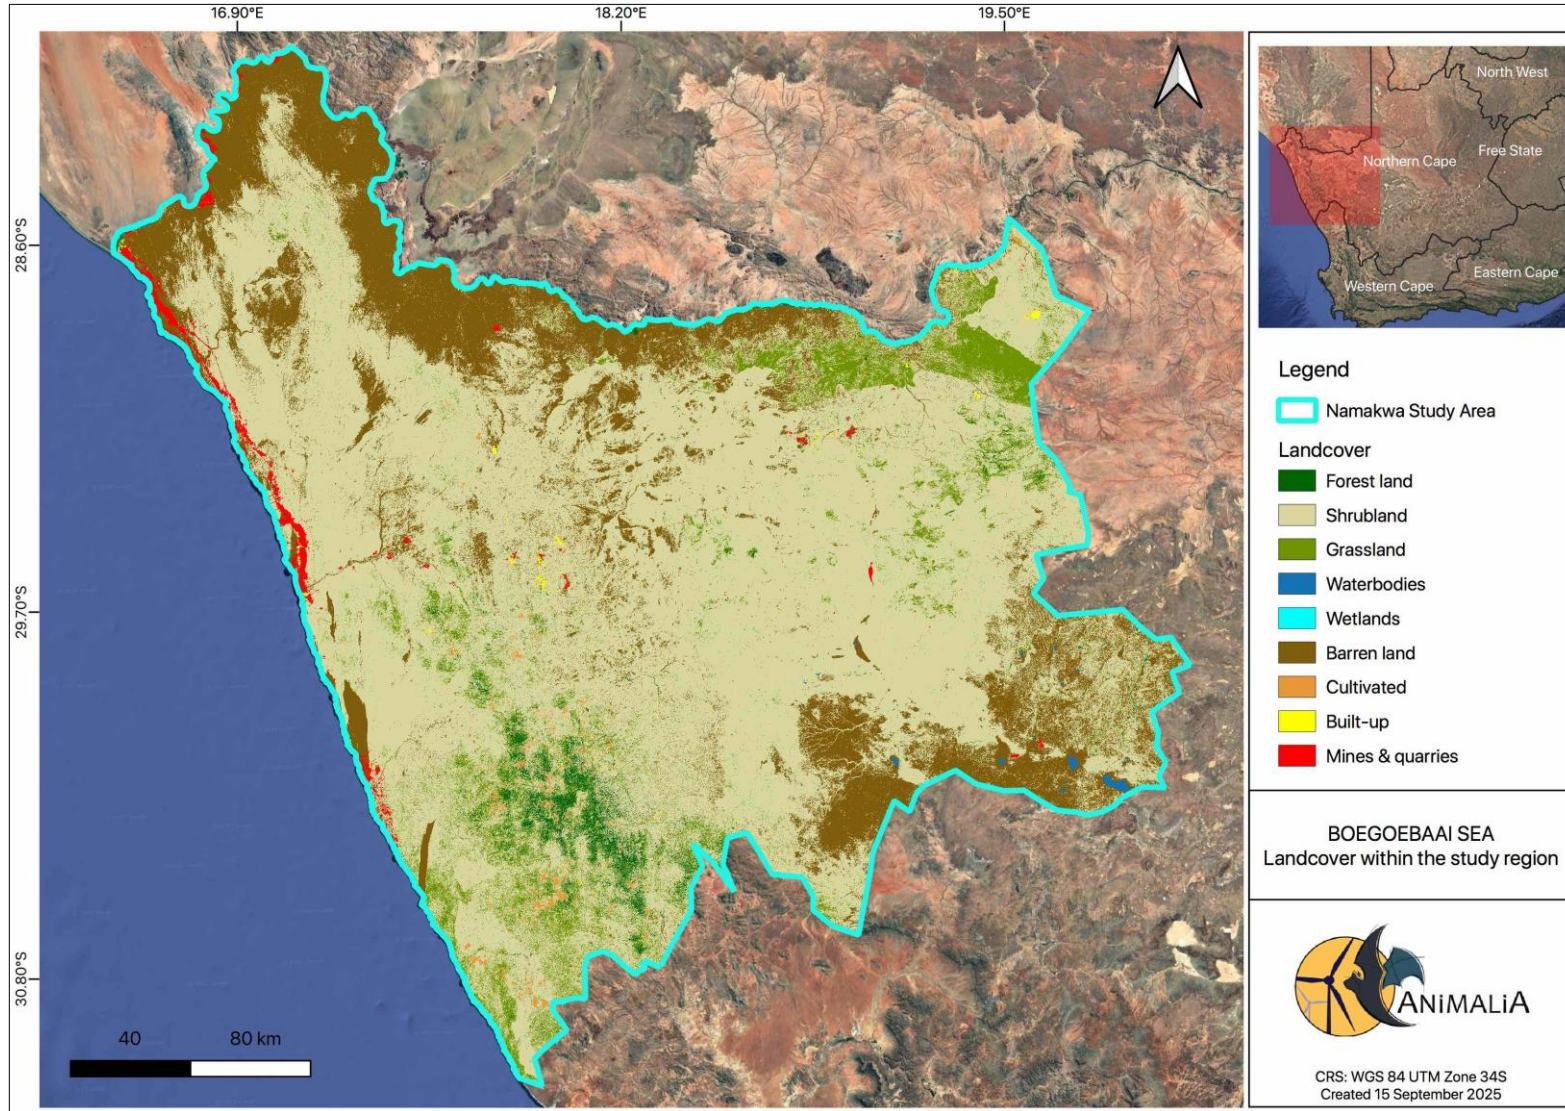 16.90°E
18.20°E
19.50°E
28.60°S
29.70°S
30.80°S
40
80 km
North West
Free State
Northern Cape
Eastern Cape
Western Cape
Legend
Namakwa Study Area
Landcover
Forest land
Shrubland
Grassland
Waterbodies
Wetlands
Barren land
Cultivated
Built-up
Mines & quarries
BOEGOEBAAI SEA
Landcover within the study region
ANiMALiA
CRS: WGS 84 UTM Zone 34S
Created 15 September 2025